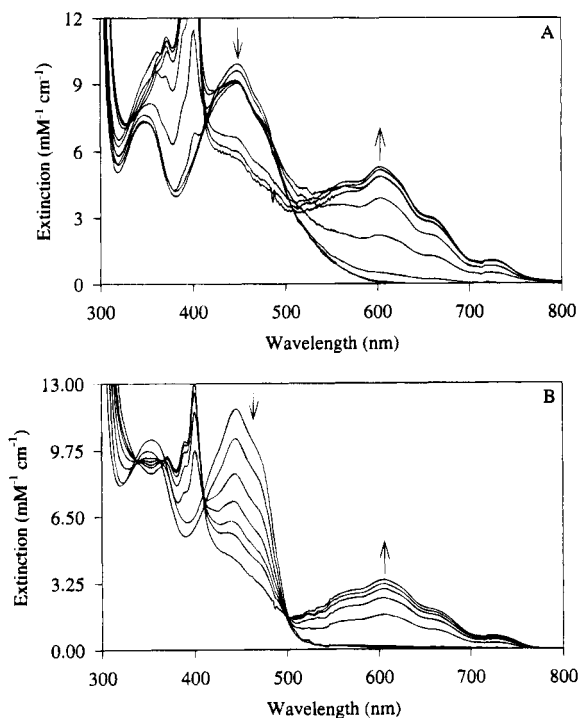 12
9
6
3
0
Extinction (mM⁻¹ cm⁻¹)
A
300 400 500 600 700 800
Wavelength (nm)
13.00
9.75
6.50
3.25
0.00
Extinction (mM⁻¹ cm⁻¹)
B
300 400 500 600 700 800
Wavelength (nm)